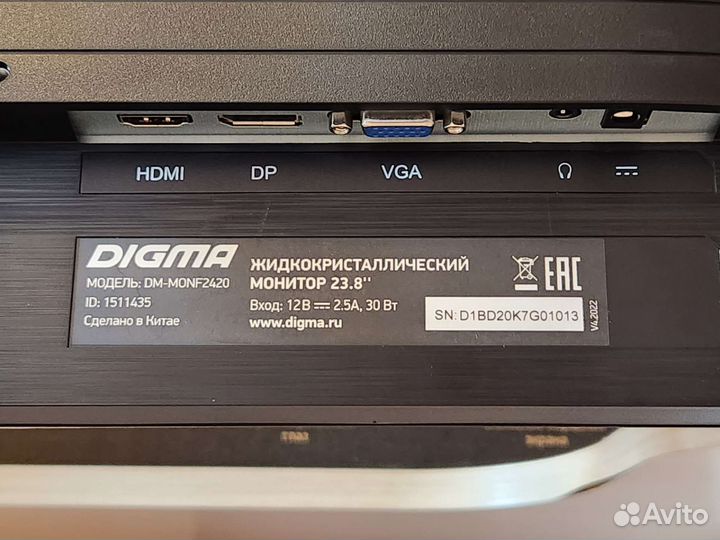 HDMI DP VGA
DIGMA
МОДЕЛЬ: DM-MONF2420
ID: 1511435
Сделано в Китае
ЖИДКОКРИСТАЛЛИЧЕСКИЙ
МОНИТОР 23.8''
Вход: 12В 2.5A, 30 Вт
www.digma.ru
EAC
SN: D1BD20K7G01013
V4.2022
Avito